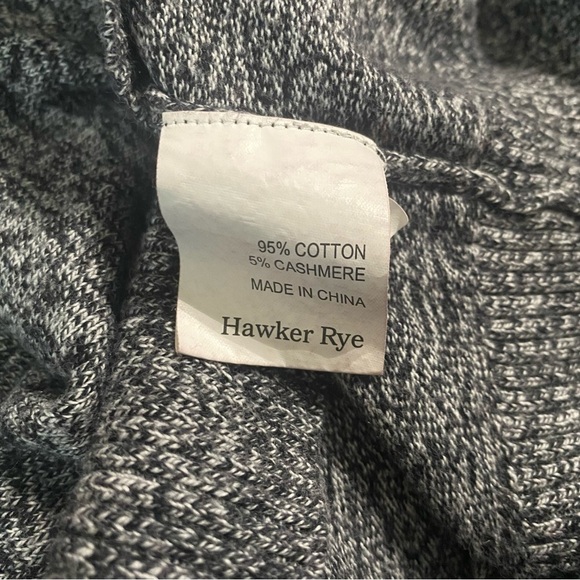 95% COTTON
5% CASHMERE
MADE IN CHINA
Hawker Rye